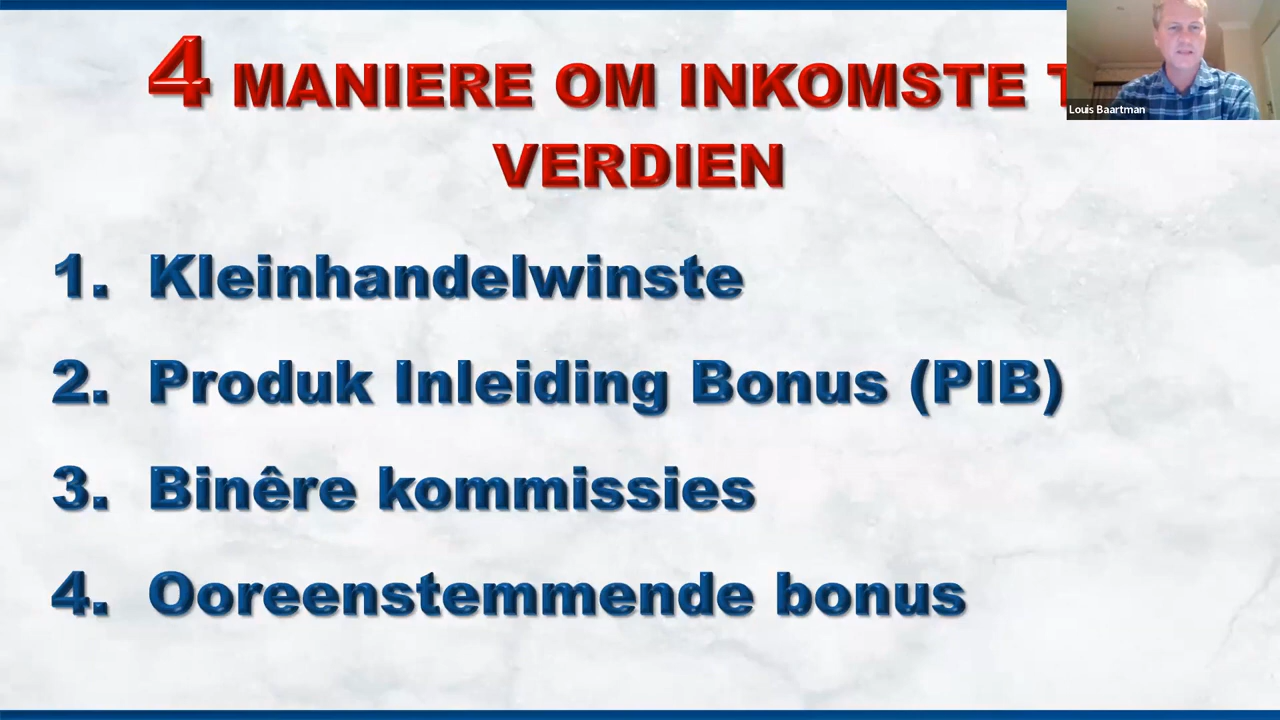 4 MANIERE OM INKOMSTE
VERDIEN
1. Kleinhandelwinste
2. Produk Inleiding Bonus (PIB)
3. Binêre kommissies
4. Ooreenstemmende bonus
Louis Baartman